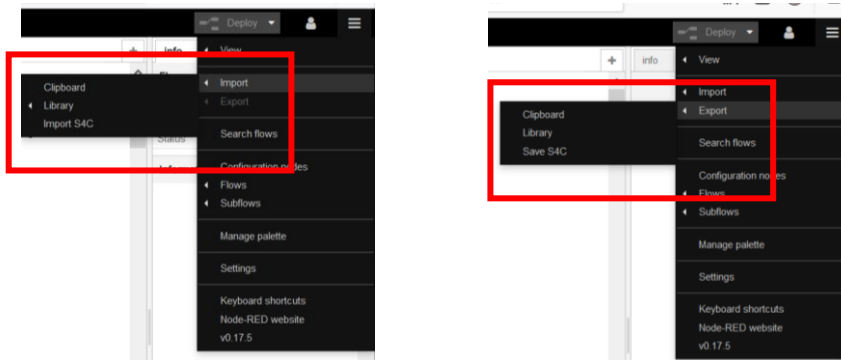 Deploy
info
View
Clipboard
Library
Import S4C
Import
Export
Status
Search flows
Configuration nodes
Flows
Subflows
Manage palette
Settings
Keyboard shortcuts
Node-RED website
v0.17.5
Deploy
info
View
Import
Export
Clipboard
Library
Save S4C
Search flows
Configuration nodes
Flows
Subflows
Manage palette
Settings
Keyboard shortcuts
Node-RED website
v0.17.5